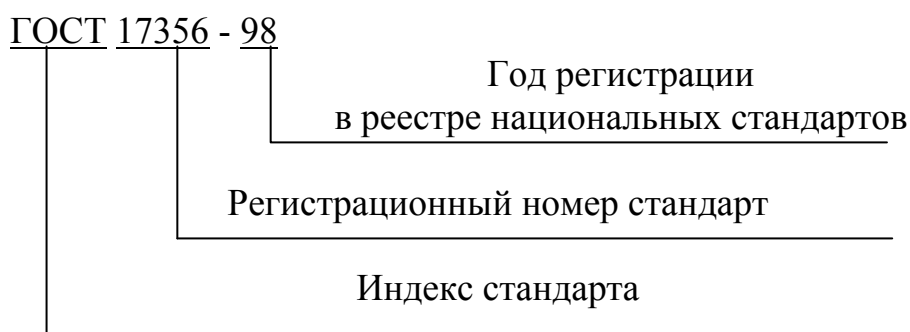 ГОСТ 17356 - 98
Год регистрации
в реестре национальных стандартов
Регистрационный номер стандарт
Индекс стандарта